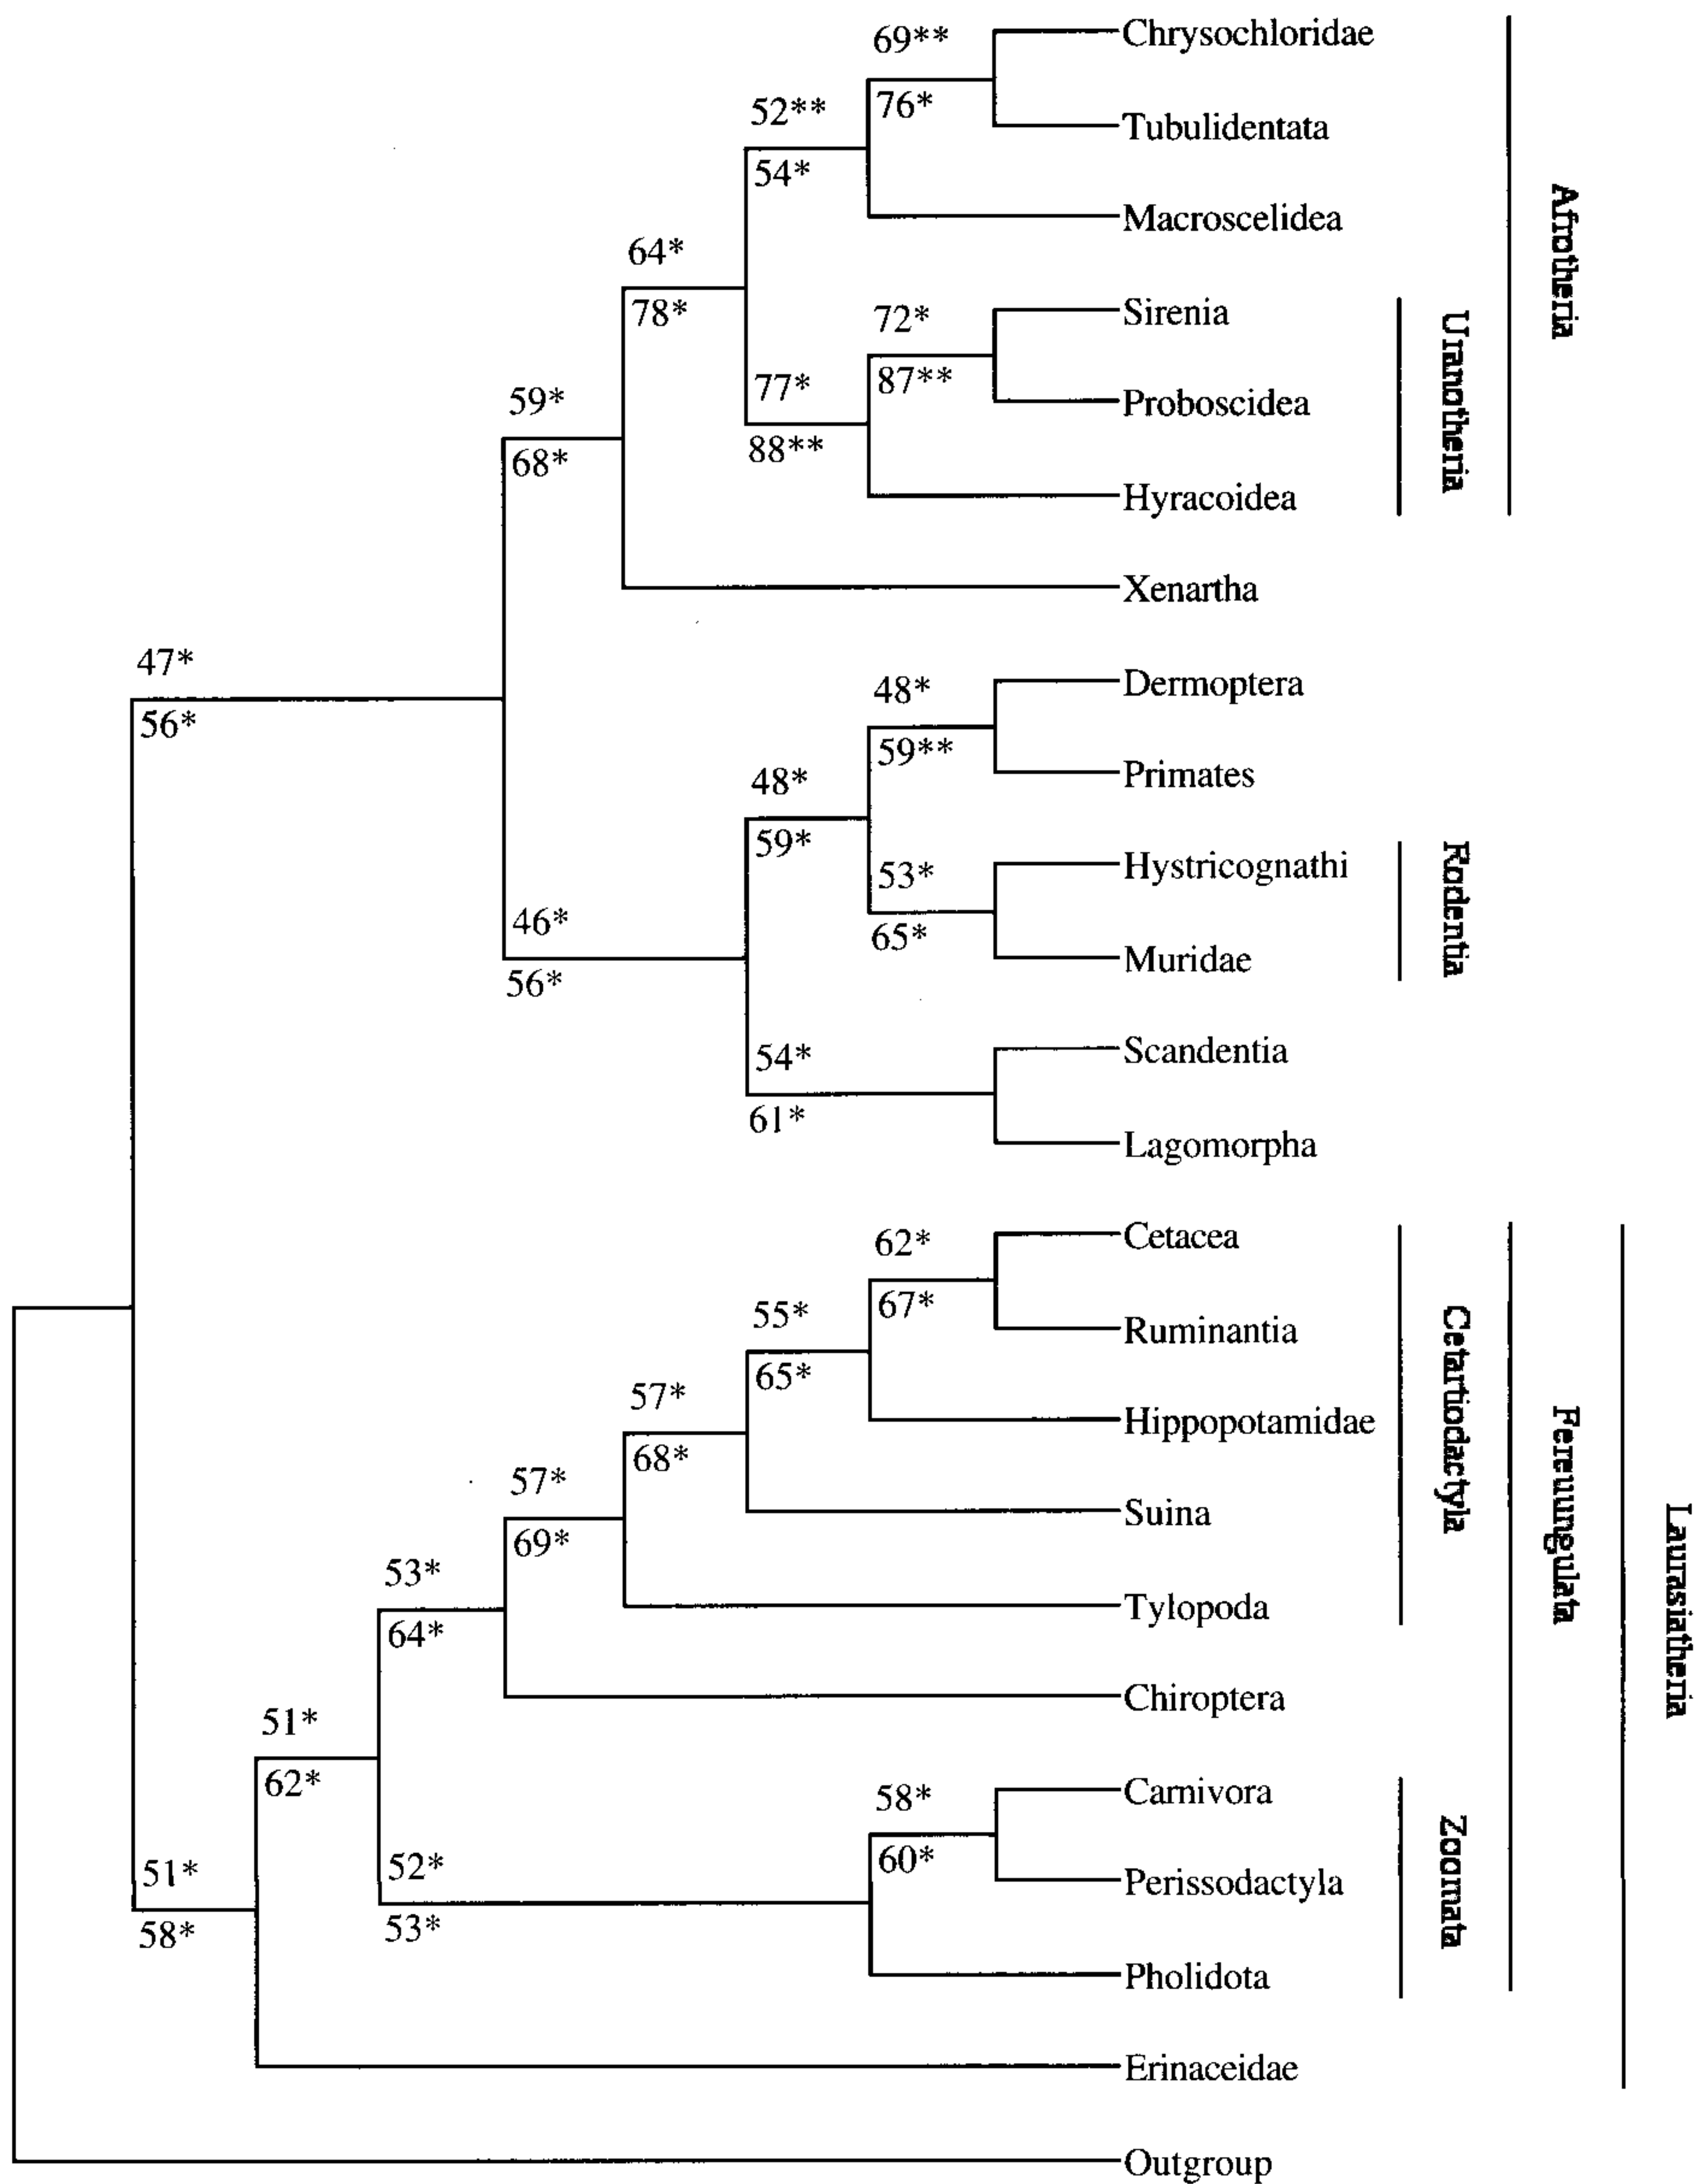 69**
Chrysochloridae
76*
52**
Tubulidentata
54*
Macroscelidea
64*
78*
72*
Sirenia
87**
77*
Proboscidea
88**
59*
68*
Hyracoidea
Xenartha
47*
56*
48*
Dermoptera
59**
48*
Primates
59*
53*
Hystricognathi
65*
46*
Muridae
56*
54*
Scandentia
61*
Lagomorpha
62*
Cetacea
67*
55*
Ruminantia
65*
57*
Hippopotamidae
68*
57*
Suina
69*
53*
Tylopoda
64*
Chiroptera
51*
62*
58*
Carnivora
60*
52*
Perissodactyla
53*
51*
58*
Pholidota
Erinaceidae
Outgroup
Uranotheria
Afrotheria
Rodentia
Cetartiodactyla
Zoomata
Fereuungulata
Laurasiatheria